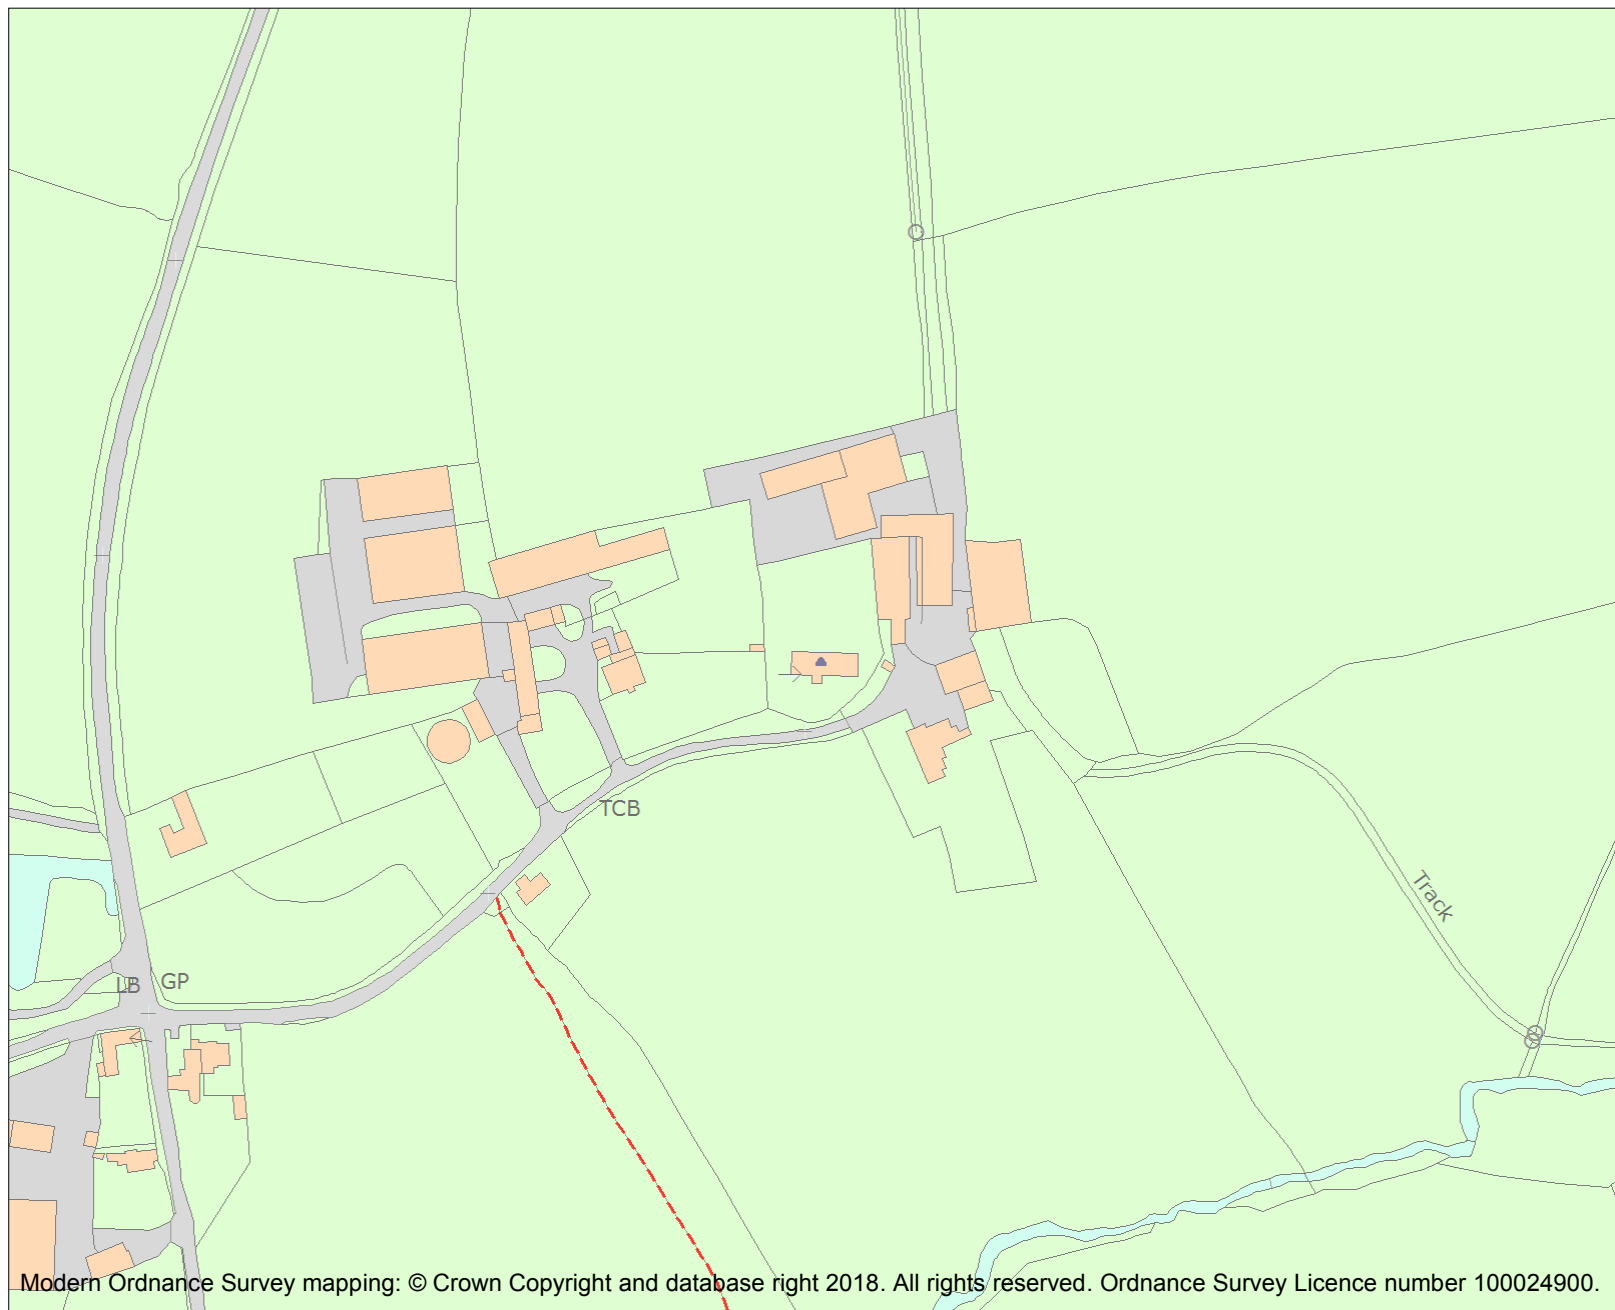 TCB
Track
LB
GP
Modern Ordnance Survey mapping: © Crown Copyright and database right 2018. All rights reserved. Ordnance Survey Licence number 100024900.